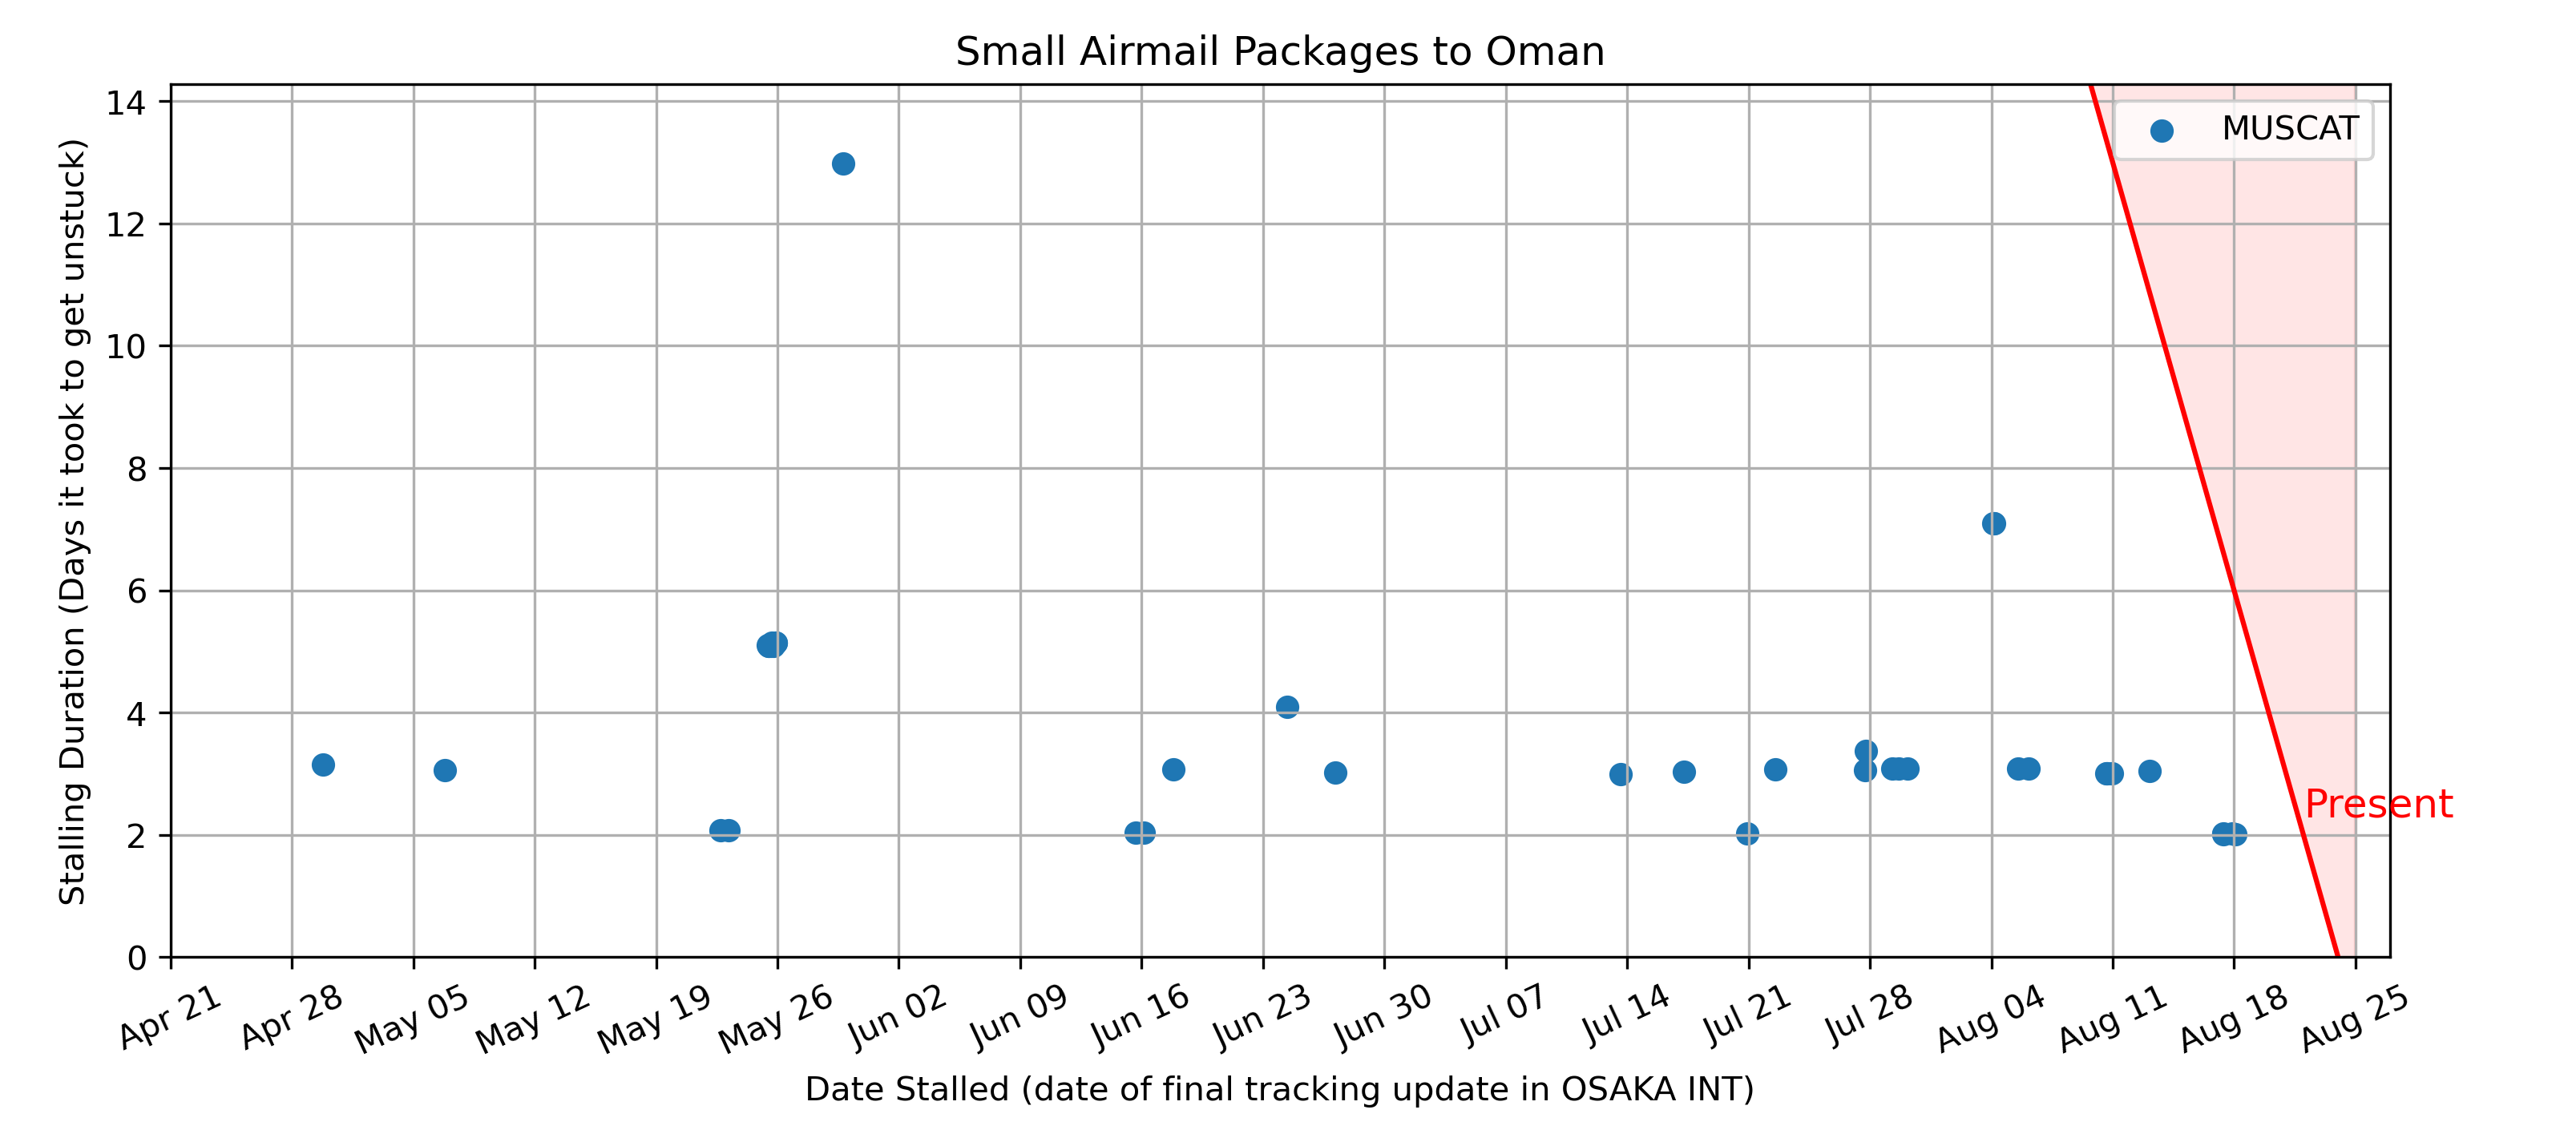 Small Airmail Packages to Oman
Stalling Duration (Days it took to get unstuck)
14
12
10
8
6
4
2
0
MUSCAT
Present
Apr 21
Apr 28
May 05
May 12
May 19
May 26
Jun 02
Jun 09
Jun 16
Jun 23
Jun 30
Jul 07
Jul 14
Jul 21
Jul 28
Aug 04
Aug 11
Aug 18
Aug 25
Date Stalled (date of final tracking update in OSAKA INT)